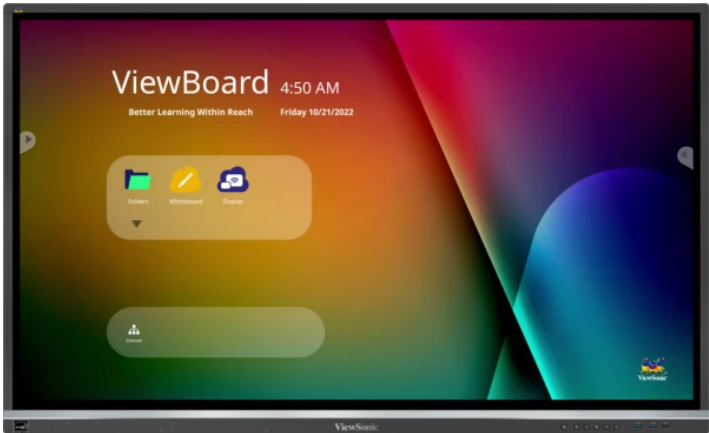 ViewBoard 4:50 AM
Better Learning Within Reach Friday 10/21/2022
Folders Whiteboard Display
Ethernet
ViewSonic
ViewSonic